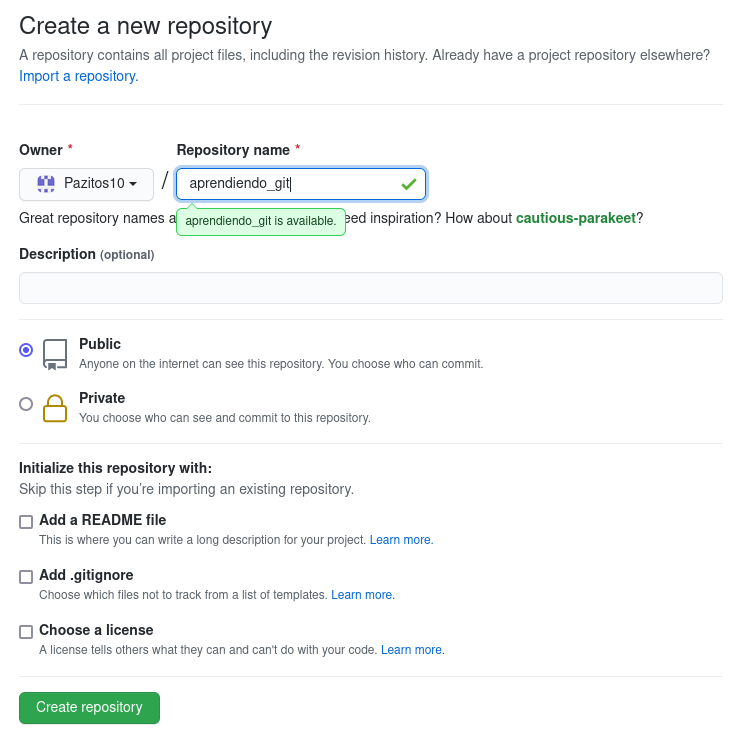 Create a new repository
A repository contains all project files, including the revision history. Already have a project repository elsewhere?
Import a repository.
Owner * Repository name *
Pazitos10 / aprendiendo_git
Great repository names a
aprendiendo_git is available.
eed inspiration? How about cautious-parakeet?
Description (optional)
Public
Anyone on the internet can see this repository. You choose who can commit.
Private
You choose who can see and commit to this repository.
Initialize this repository with:
Skip this step if you're importing an existing repository.
Add a README file
This is where you can write a long description for your project. Learn more.
Add .gitignore
Choose which files not to track from a list of templates. Learn more.
Choose a license
A license tells others what they can and can't do with your code. Learn more.
Create repository